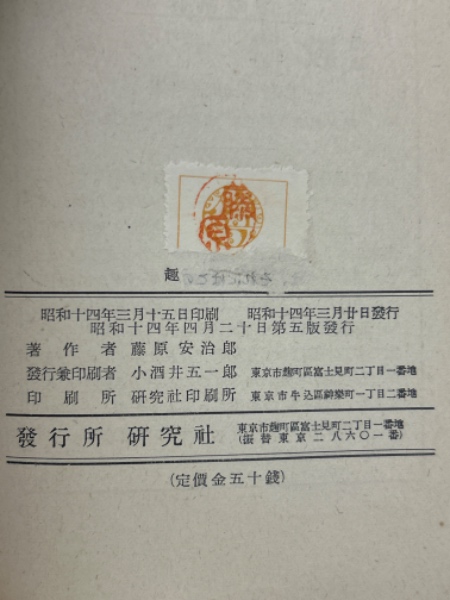 藤原
趣
昭和十四年三月十五日印刷 昭和十四年三月廿日發行
昭和十四年四月二十日第五版發行
著作者 藤原安治郎
發行兼印刷者 小酒井五一郎 東京市麴町區富士見町二丁目一番地
印刷所 硏究社印刷所 東京市牛込區神樂町一丁目二番地
發行所 硏究社 東京市麴町區富士見町二丁目一番地
(振替東京二八六〇一番)
(定價金五十錢)